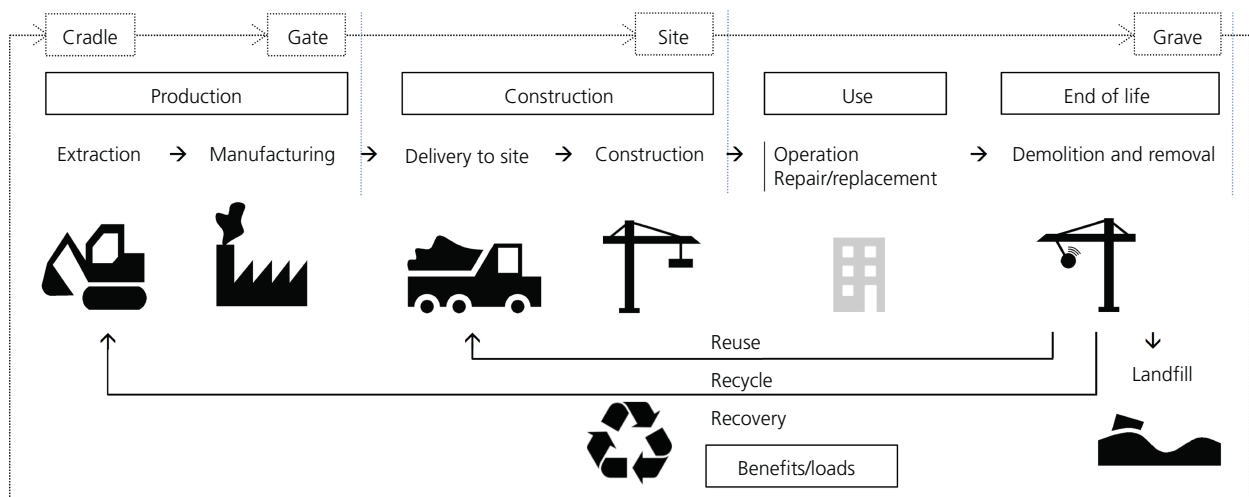 Cradle
Gate
Site
Grave
Production
Construction
Use
End of life
Extraction
Manufacturing
Delivery to site
Construction
Operation
Repair/replacement
Demolition and removal
Reuse
Recycle
Landfill
Recovery
Benefits/loads